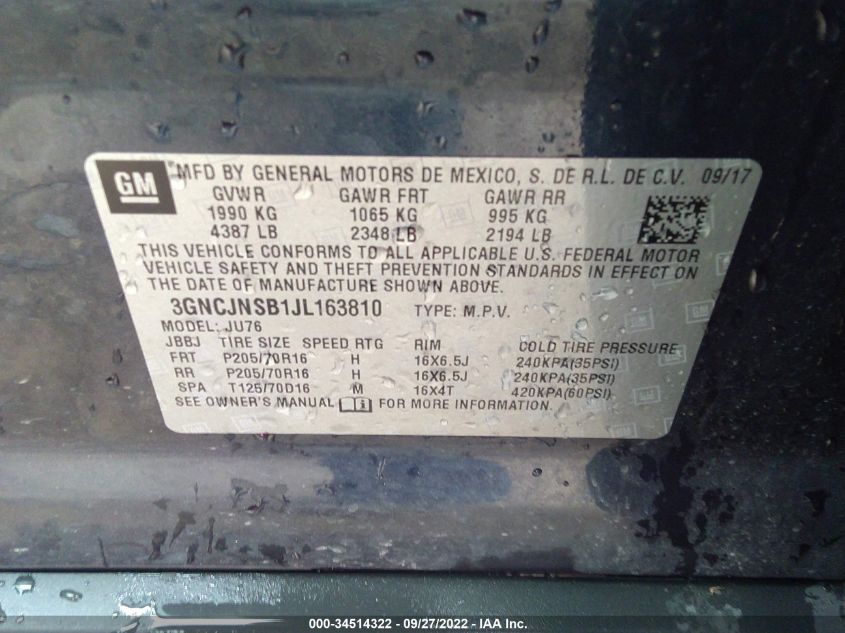 GM
MFD BY GENERAL MOTORS DE MEXICO, S. DE R.L. DE C.V. 09/17
GVWR GAWR FRT GAWR RR
1990 KG 1065 KG 995 KG
4387 LB 2348 LB 2194 LB
THIS VEHICLE CONFORMS TO ALL APPLICABLE U.S. FEDERAL MOTOR
VEHICLE SAFETY AND THEFT PREVENTION STANDARDS IN EFFECT ON
THE DATE OF MANUFACTURE SHOWN ABOVE.
3GNCJNSB1JL163810 TYPE: M.P.V.
MODEL: JU76
JBBJ TIRE SIZE SPEED RTG RIM COLD TIRE PRESSURE
FRT P205/70R16 H 16X6.5J 240KPA(35PSI)
RR P205/70R16 H 16X6.5J 240KPA(35PSI)
SPA T125/70D16 M 16X4T 420KPA(60PSI)
SEE OWNER'S MANUAL FOR MORE INFORMATION.
000-34514322 - 09/27/2022 - IAA Inc.